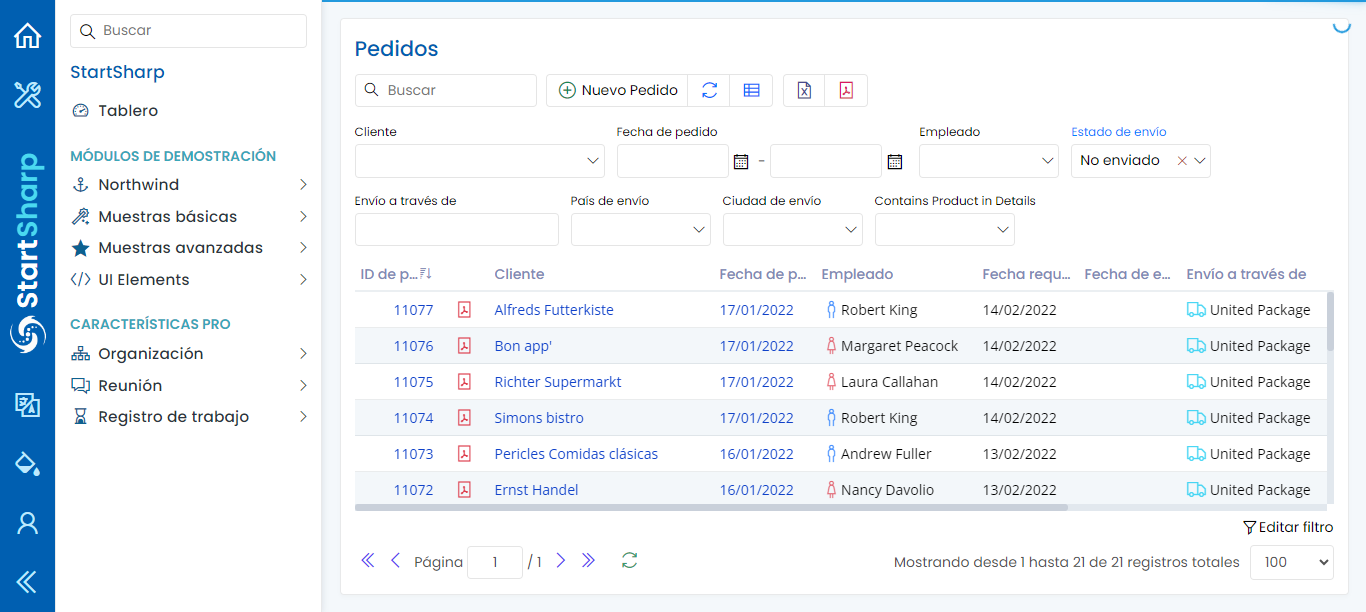 StartSharp
Buscar
StartSharp
Tablero
MÓDULOS DE DEMOSTRACIÓN
Northwind
Muestras básicas
Muestras avanzadas
UI Elements
CARACTERÍSTICAS PRO
Organización
Reunión
Registro de trabajo
Pedidos
Buscar
Nuevo Pedido
Cliente Fecha de pedido Empleado Estado de envío
– No enviado
Envío a través de País de envío Ciudad de envío Contains Product in Details
ID de p... Cliente Fecha de p... Empleado Fecha requ... Fecha de e... Envío a través de
11077 Alfreds Futterkiste 17/01/2022 Robert King 14/02/2022 United Package
11076 Bon app' 17/01/2022 Margaret Peacock 14/02/2022 United Package
11075 Richter Supermarkt 17/01/2022 Laura Callahan 14/02/2022 United Package
11074 Simons bistro 17/01/2022 Robert King 14/02/2022 United Package
11073 Pericles Comidas clásicas 16/01/2022 Andrew Fuller 13/02/2022 United Package
11072 Ernst Handel 16/01/2022 Nancy Davolio 13/02/2022 United Package
Editar filtro
Página 1 / 1 Mostrando desde 1 hasta 21 de 21 registros totales 100